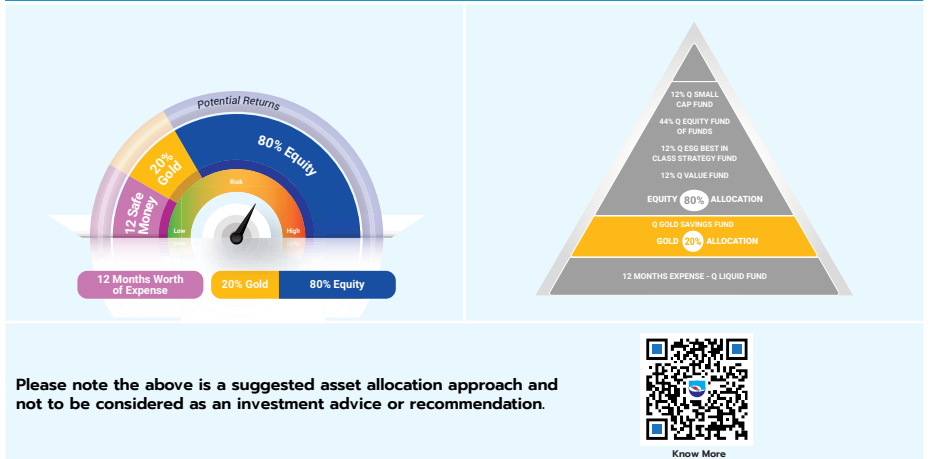 Potential Returns
80% Equity
20%
Gold
12 Safe
Money
Risk
Low
High
12 Months Worth
of Expense
20% Gold
80% Equity
12% Q SMALL
CAP FUND
44% Q EQUITY FUND
OF FUNDS
12% Q ESG BEST IN
CLASS STRATEGY FUND
12% Q VALUE FUND
EQUITY 80% ALLOCATION
Q GOLD SAVINGS FUND
GOLD 20% ALLOCATION
12 MONTHS EXPENSE - Q LIQUID FUND
Please note the above is a suggested asset allocation approach and
not to be considered as an investment advice or recommendation.
Know More